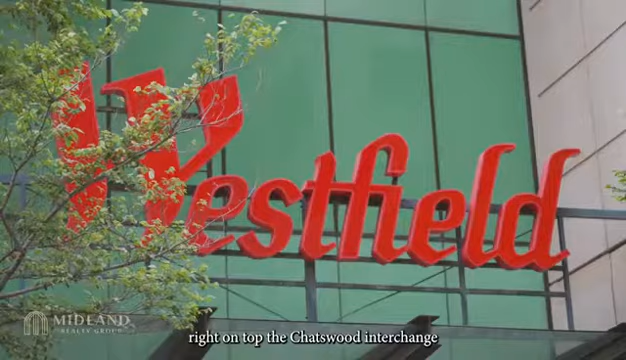 Westfield
MIDLAND
REALTY GROUP
right on top the Chatswood interchange